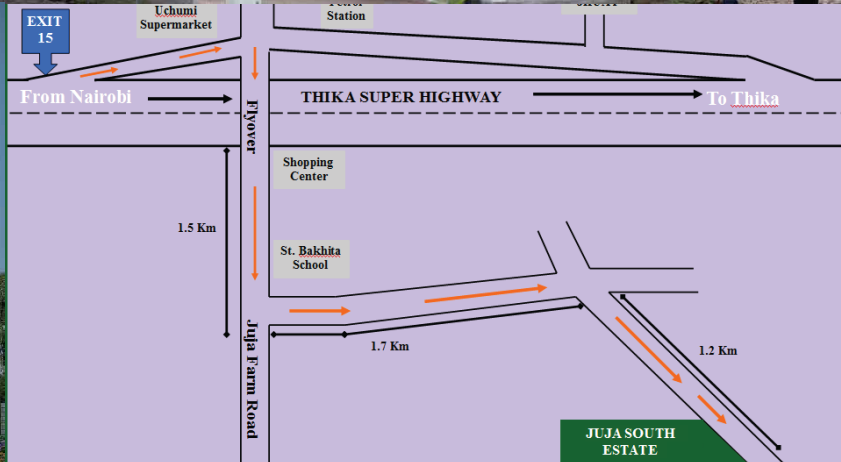 EXIT
15
Uchumi
Supermarket
Petrol
Station
From Nairobi
THIKA SUPER HIGHWAY
To Thika
Flyover
Shopping
Center
1.5 Km
St. Bakhita
School
1.7 Km
1.2 Km
Juja Farm Road
JUJA SOUTH
ESTATE